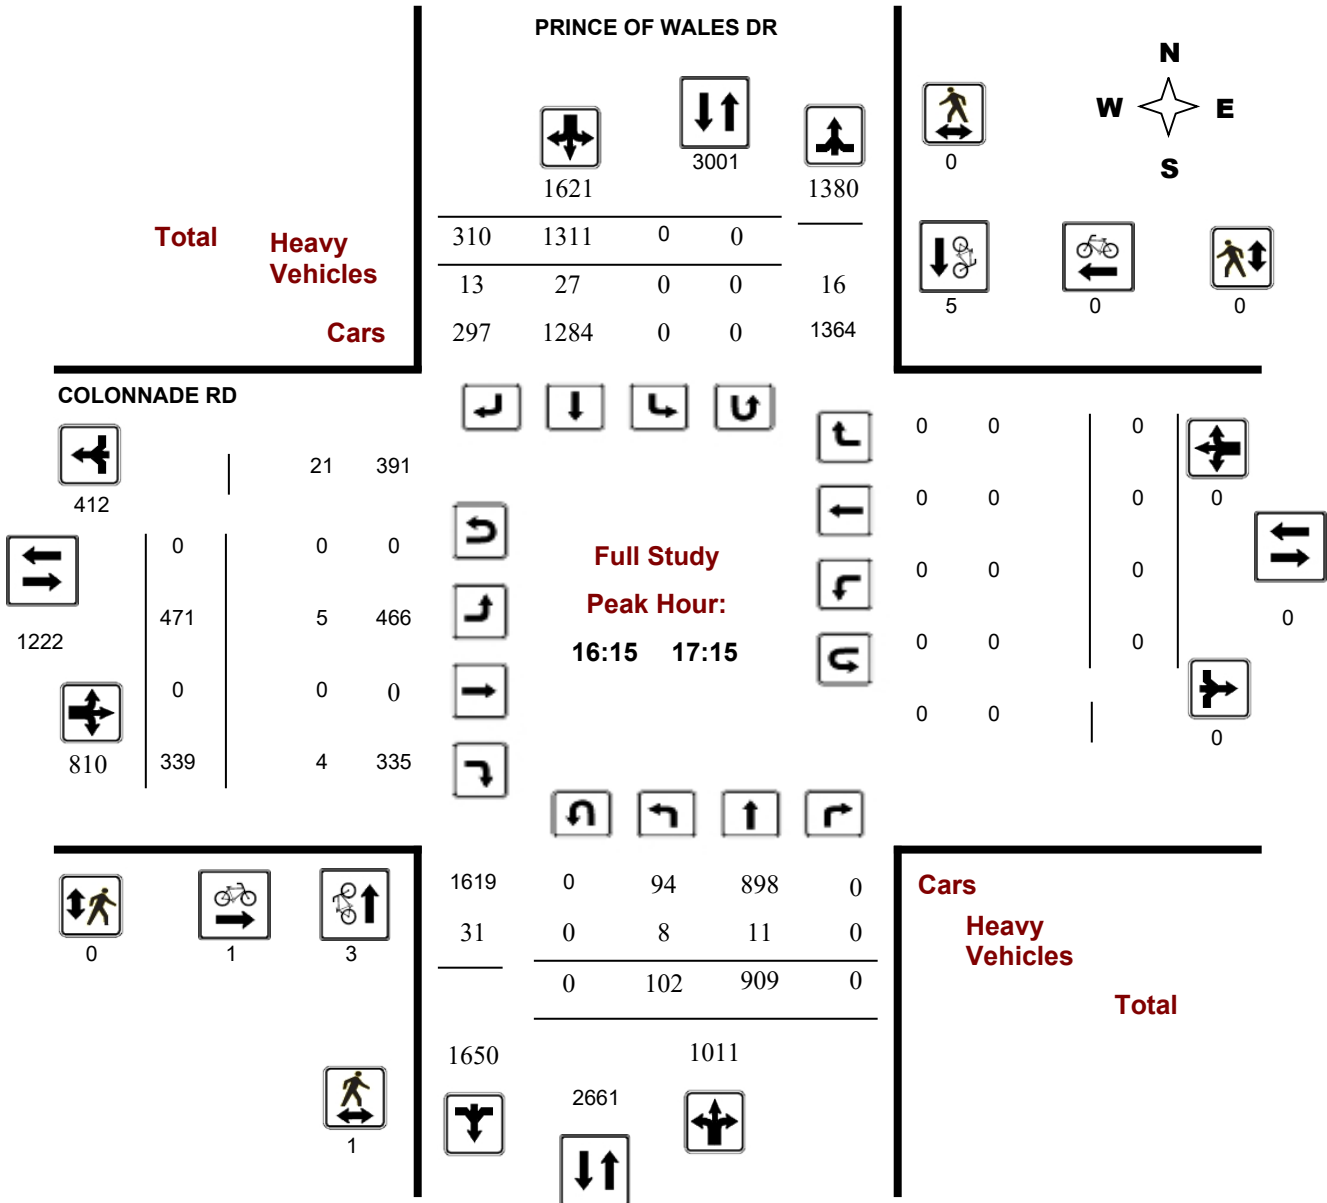 PRINCE OF WALES DR
N
W E
S
3001
0
1621 1380
Total Heavy Vehicles
310 1311 0 0
13 27 0 0 16
5 0 0
Cars 297 1284 0 0 1364
COLONNADE RD
0 0 0
21 391
412
0 0 0 0
0 0 0
Full Study
0 0 0
Peak Hour:
471 5 466
0
1222
16:15 17:15
0 0 0
0 0 0
0 0
0
810 339 4 335
1619 0 94 898 0 Cars
31 0 8 11 0 Heavy Vehicles
0 1 3
0 102 909 0
Total
1650 1011
2661
1